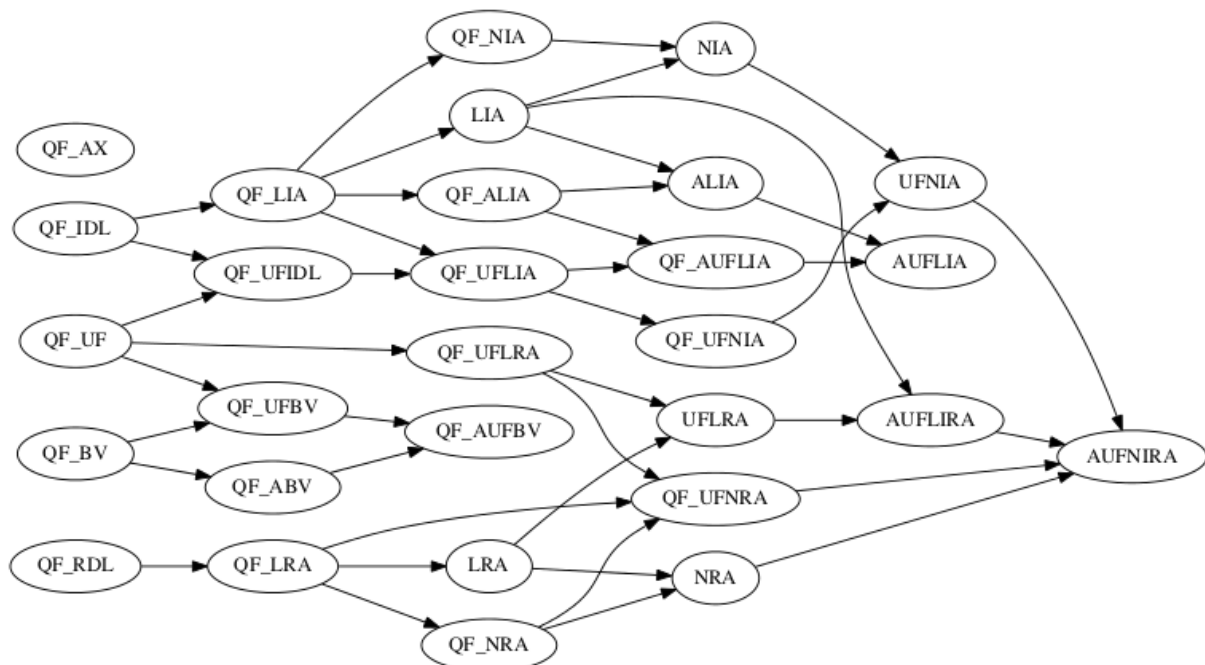 QF_NIA
NIA
LIA
QF_AX
QF_LIA
QF_ALIA
ALIA
UFNIA
QF_IDL
QF_UFIDL
QF_UFLIA
QF_AUFLIA
AUFLIA
QF_UF
QF_UFLRA
QF_UFNIA
QF_UFBV
QF_AUFBV
UFLRA
AUFLIRA
AUFNIRA
QF_BV
QF_ABV
QF_UFNRA
QF_RDL
QF_LRA
LRA
NRA
QF_NRA